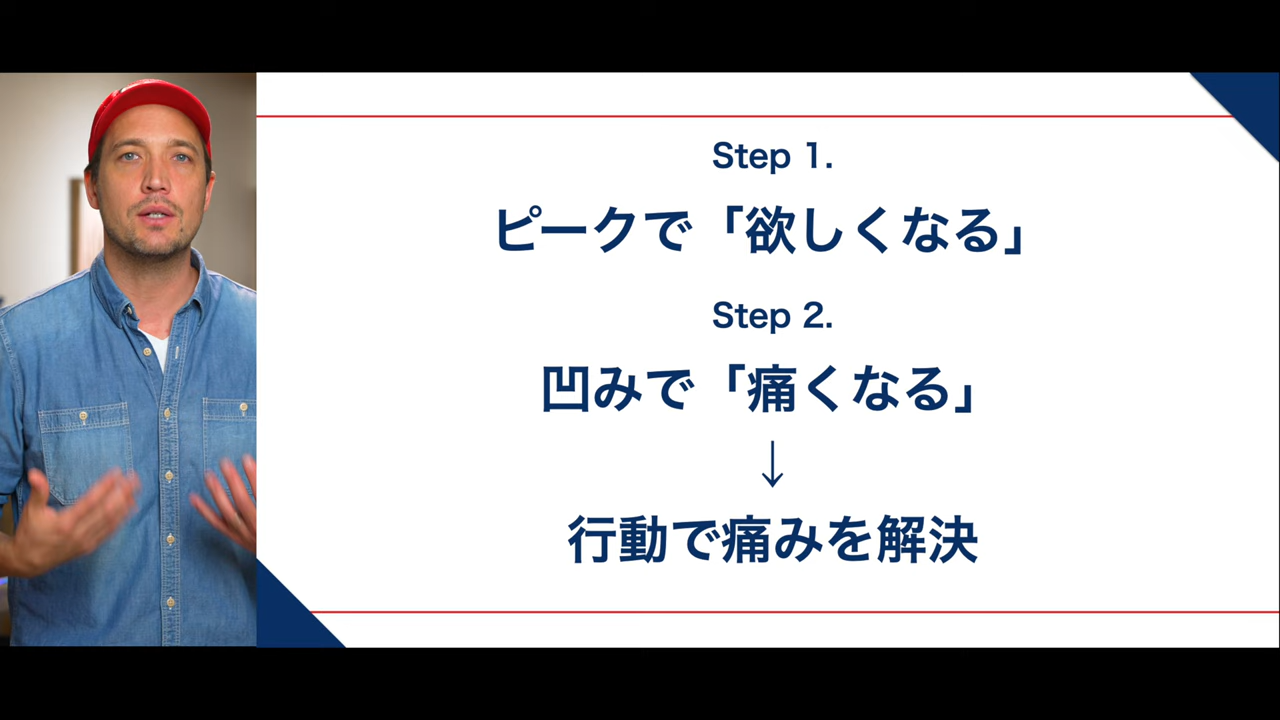 Step 1.
ピークで「欲しくなる」
Step 2.
凹みで「痛くなる」
↓
行動で痛みを解決